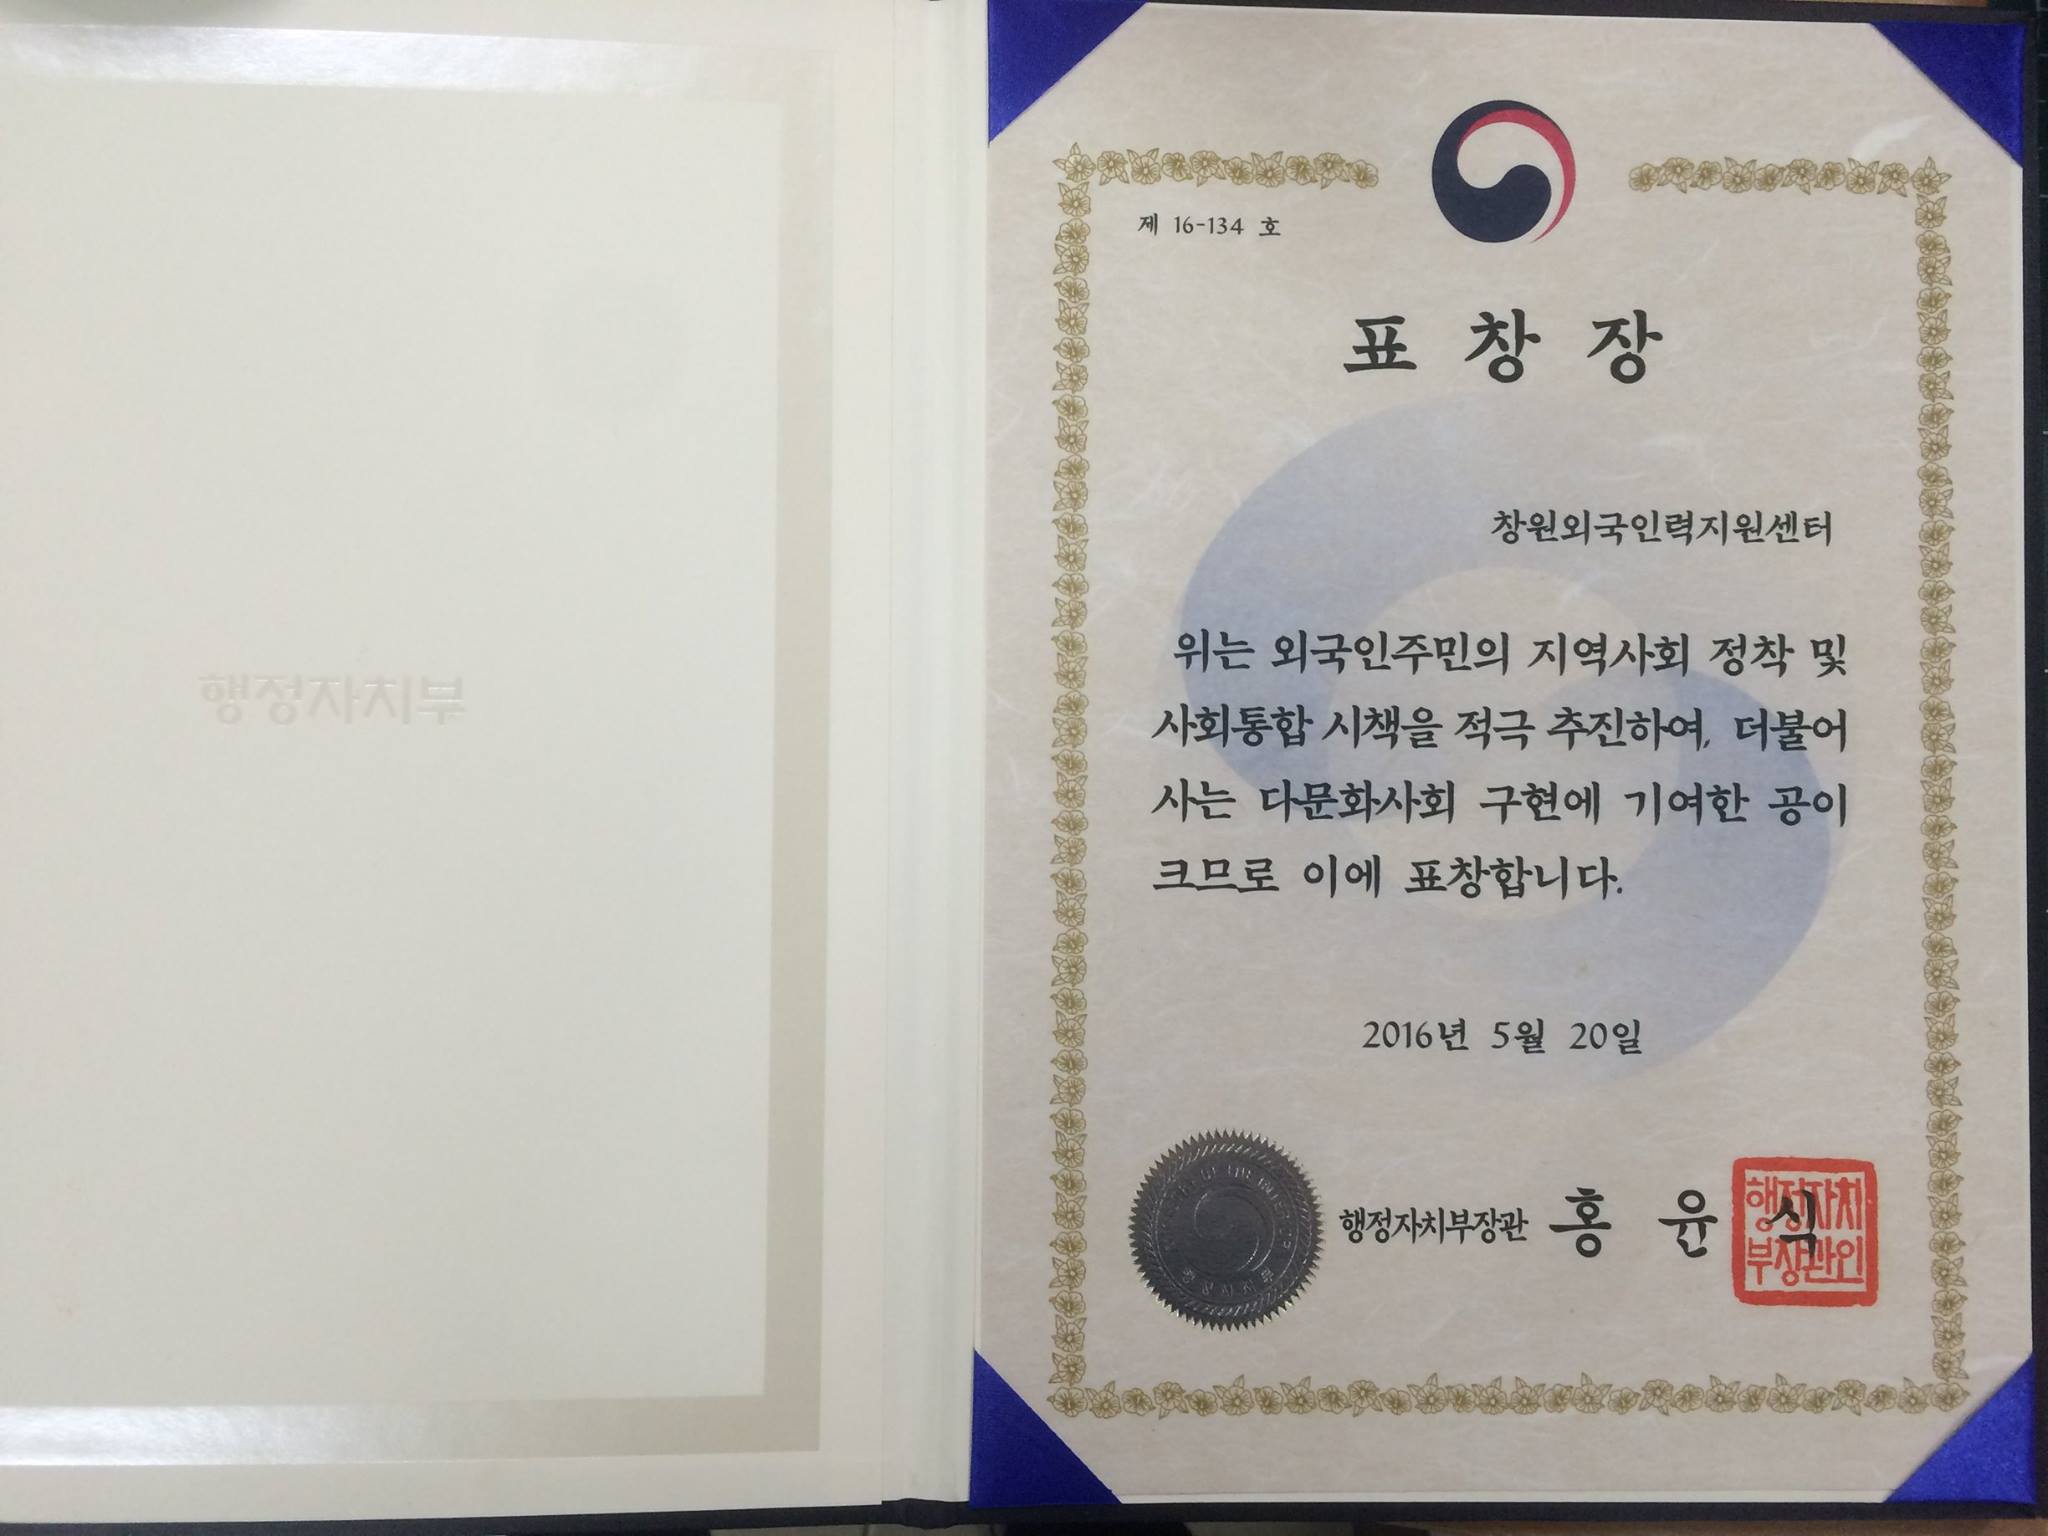 행정자치부
제 16-134 호
표 창 장
창원외국인력지원센터
위는 외국인주민의 지역사회 정착 및
사회통합 시책을 적극 추진하여, 더불어
사는 다문화사회 구현에 기여한 공이
크므로 이에 표창합니다.
2016년 5월 20일
행정자치부장관 홍 윤 식
행정자치
부장관인